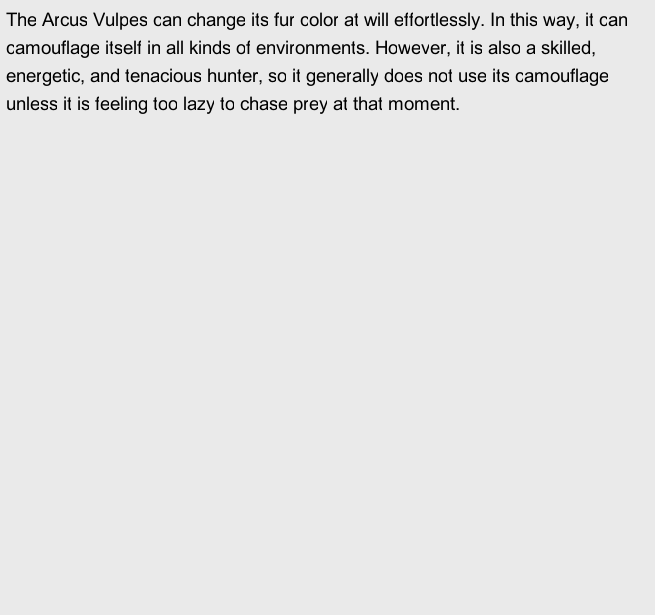 The Arcus Vulpes can change its fur color at will effortlessly. In this way, it can
camouflage itself in all kinds of environments. However, it is also a skilled,
energetic, and tenacious hunter, so it generally does not use its camouflage
unless it is feeling too lazy to chase prey at that moment.